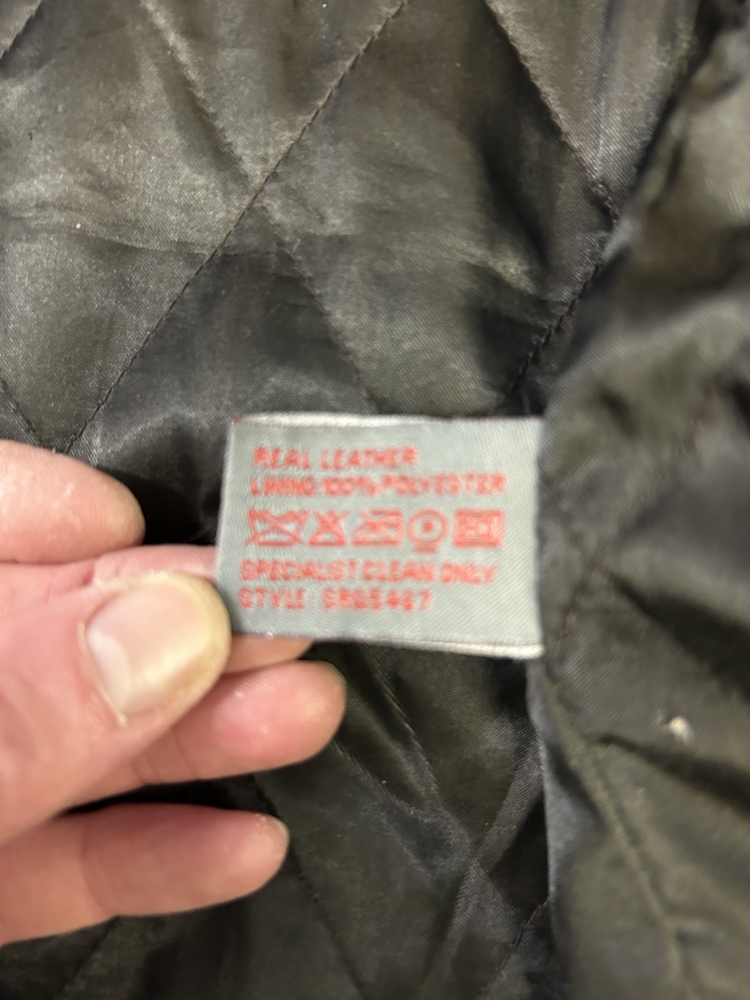 REAL LEATHER
LINING:100%POLYESTER
SPECIALIST CLEAN ONLY
STYLE: